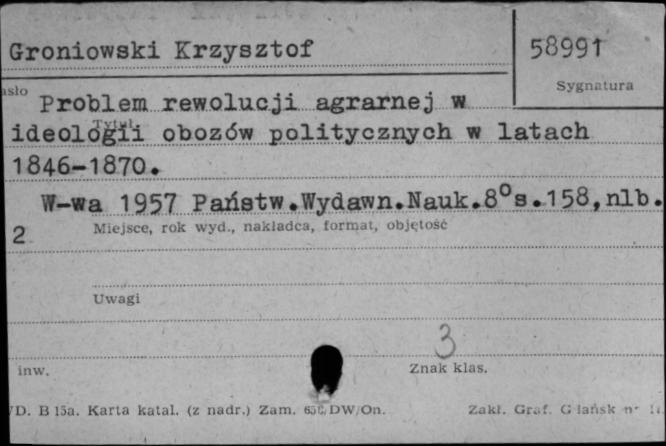 Groniowski Krzysztof
58991
Sygnatura
asło
Problem rewolucji agrarnej w
Tytuł
ideologii obozów politycznych w latach
1846-1870.
W-wa 1957 Państw.Wydawn.Nauk.8° s.158,nlb.
2
Miejsce, rok wyd., nakładca, format, objętość
Uwagi
3
inw.
Znak klas.
D. B 15a. Karta katal. (z nadr.) Zam. DW/On.
Zakł. Graf. Gdańsk